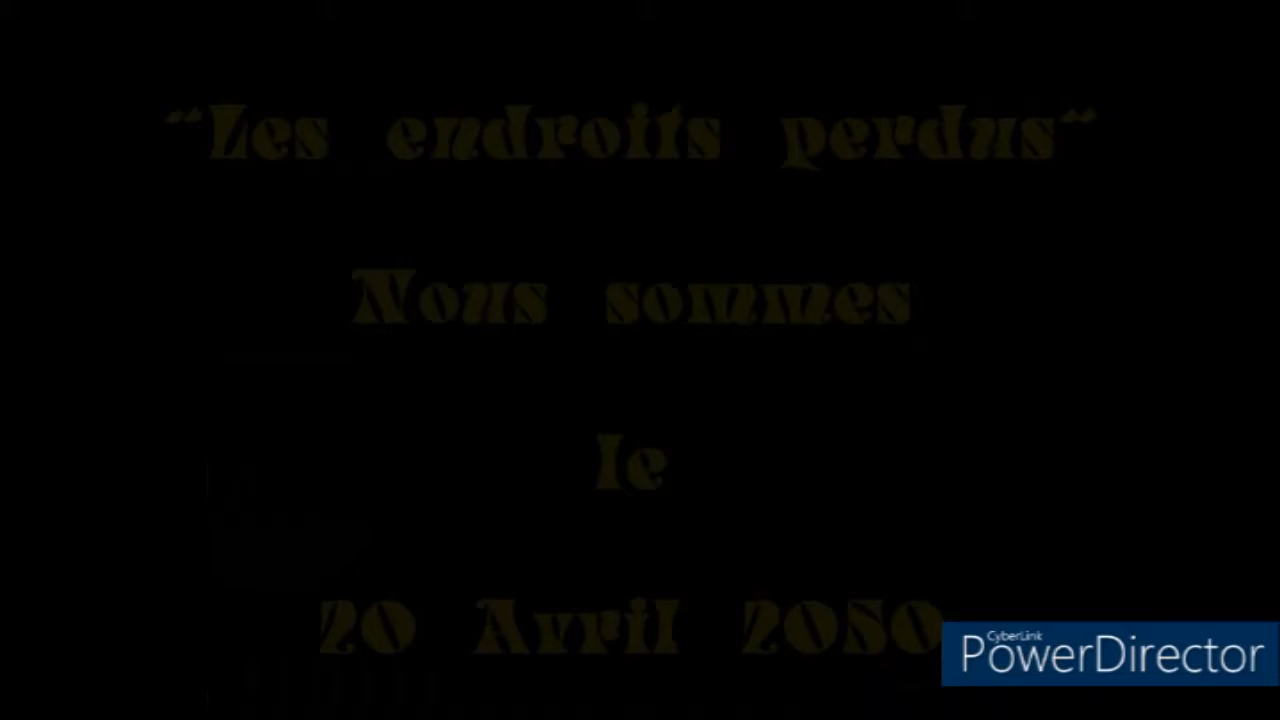 “Les endroits perdus“
Nous sommes
le
20 Avril 2050
CyberLink
PowerDirector